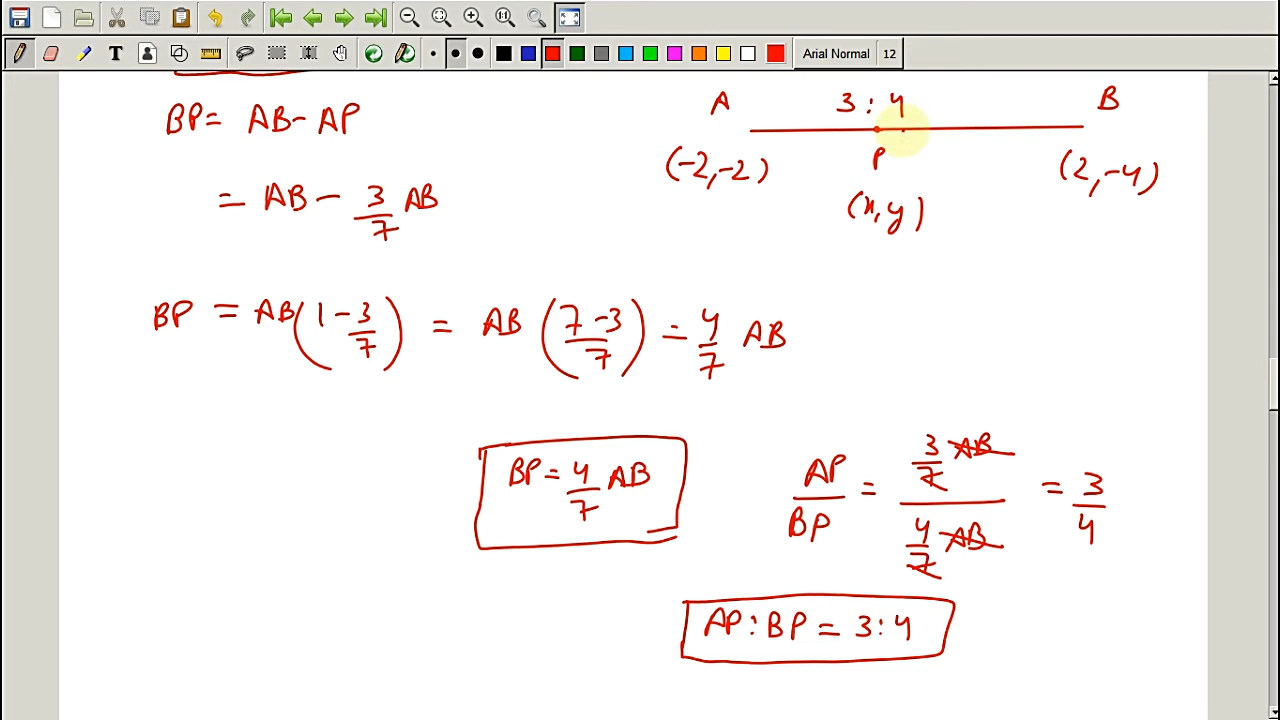 Arial Normal 12
BP = AB - AP
= AB - 3/7 AB
A 3 : 4 B
P
(-2,-2) (2,-4)
(x,y)
BP = AB(1 - 3/7) = AB (7-3/7) = 4/7 AB
BP = 4/7 AB
AP/BP = 3/7 AB / 4/7 AB = 3/4
AP : BP = 3 : 4